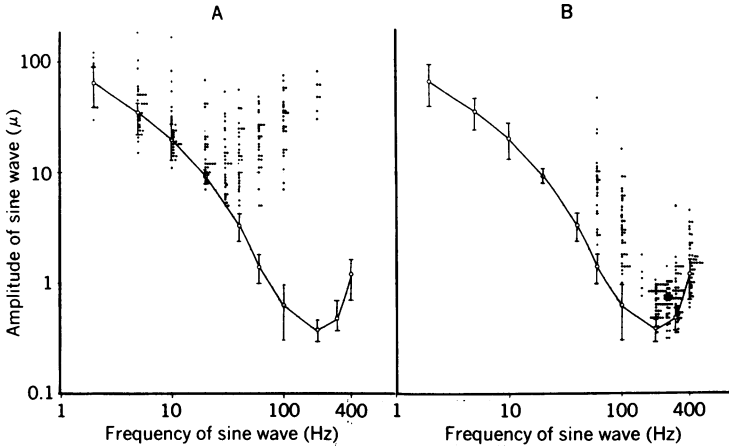 A
B
Amplitude of sine wave (μ)
100
10
1
0.1
1
10
100
400
1
10
100
400
Frequency of sine wave (Hz)
Frequency of sine wave (Hz)